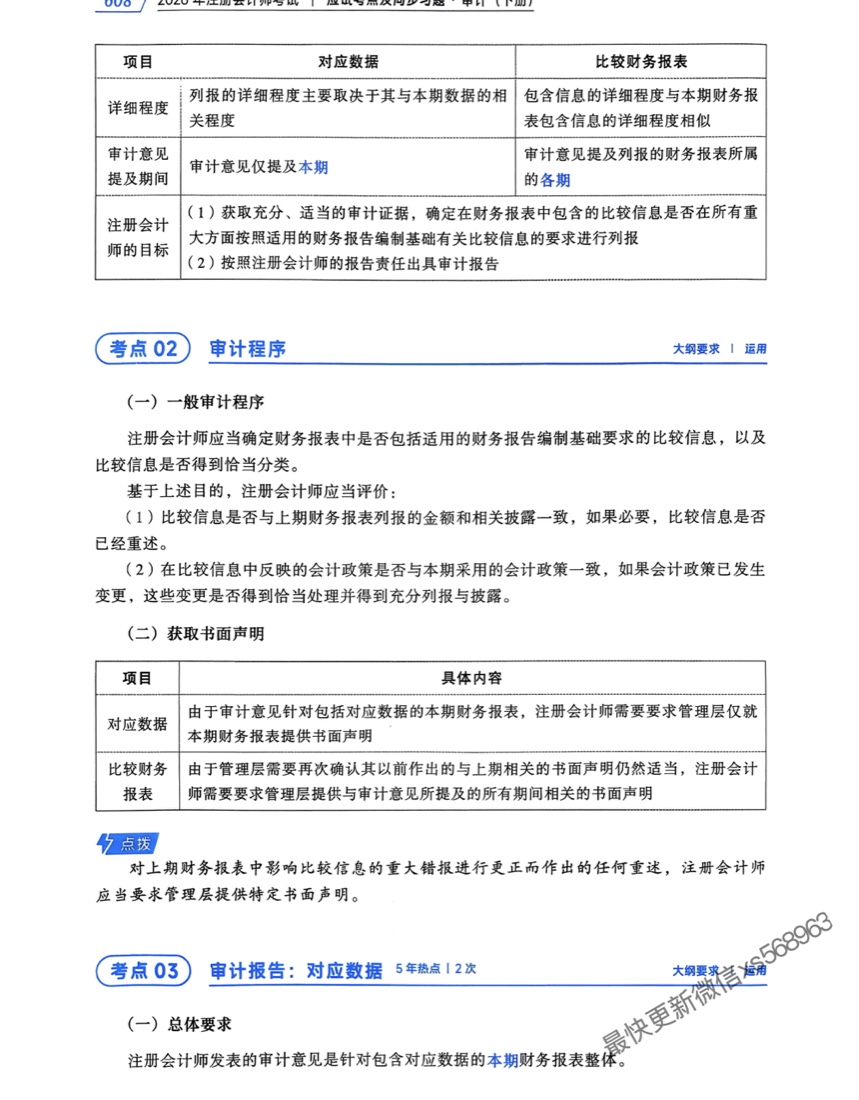 608 / 2026 年注册会计师考试 | 应试考点及同步习题·审计（下册）
项目 对应数据 比较财务报表
详细程度 列报的详细程度主要取决于其与本期数据的相关程度 包含信息的详细程度与本期财务报表包含信息的详细程度相似
审计意见提及期间 审计意见仅提及本期 审计意见提及列报的财务报表所属的各期
注册会计师的目标 （1）获取充分、适当的审计证据，确定在财务报表中包含的比较信息是否在所有重
大方面按照适用的财务报告编制基础有关比较信息的要求进行列报
（2）按照注册会计师的报告责任出具审计报告
考点 02 审计程序 大纲要求 | 运用
（一）一般审计程序
注册会计师应当确定财务报表中是否包括适用的财务报告编制基础要求的比较信息，以及
比较信息是否得到恰当分类。
基于上述目的，注册会计师应当评价：
（1）比较信息是否与上期财务报表列报的金额和相关披露一致，如果必要，比较信息是否
已经重述。
（2）在比较信息中反映的会计政策是否与本期采用的会计政策一致，如果会计政策已发生
变更，这些变更是否得到恰当处理并得到充分列报与披露。
（二）获取书面声明
项目 具体内容
对应数据 由于审计意见针对包括对应数据的本期财务报表，注册会计师需要要求管理层仅就
本期财务报表提供书面声明
比较财务报表 由于管理层需要再次确认其以前作出的与上期相关的书面声明仍然适当，注册会计
师需要要求管理层提供与审计意见所提及的所有期间相关的书面声明
点拨
对上期财务报表中影响比较信息的重大错报进行更正而作出的任何重述，注册会计师
应当要求管理层提供特定书面声明。
考点 03 审计报告：对应数据 5 年热点 | 2 次 大纲要求 | 运用
（一）总体要求
注册会计师发表的审计意见是针对包含对应数据的本期财务报表整体。
最快更新微信xs568963